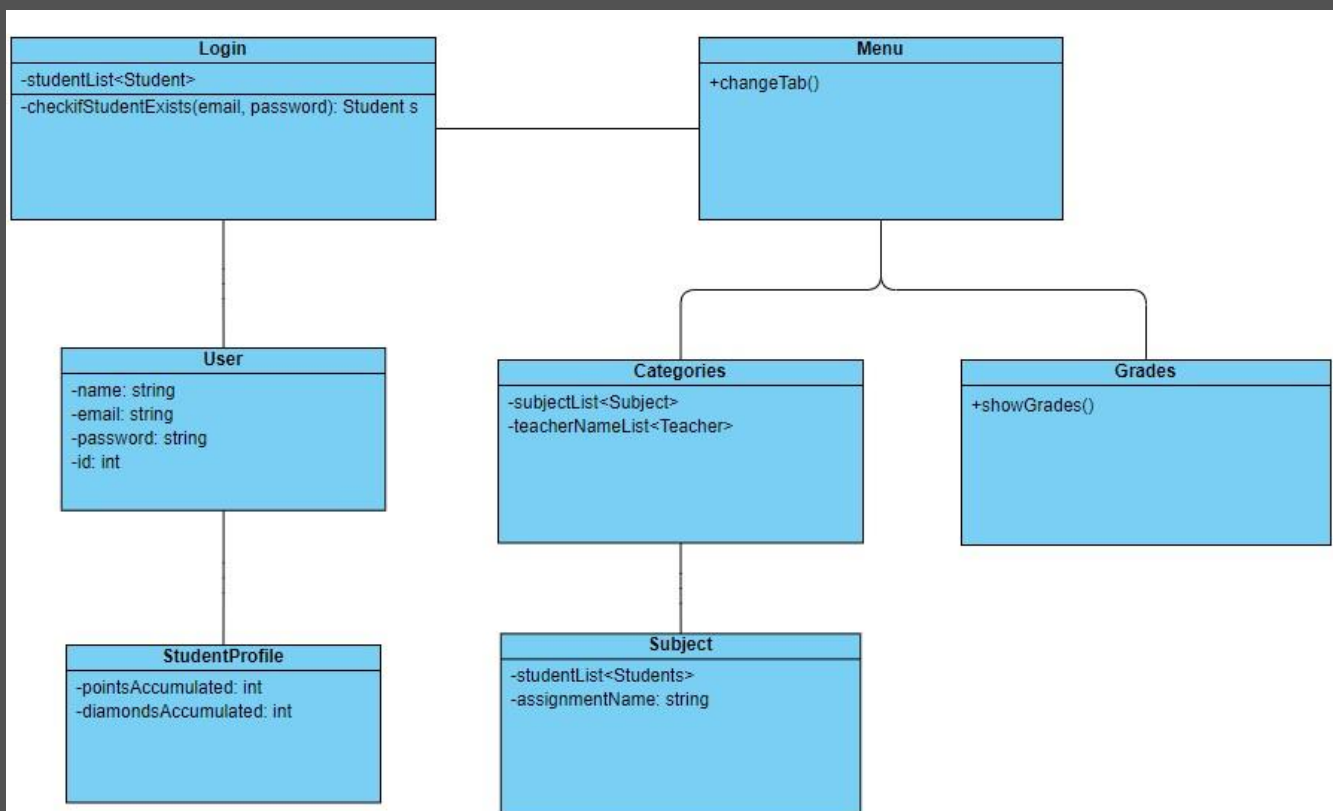 Login
-studentList<Student>
-checkifStudentExists(email, password): Student s
Menu
+changeTab()
User
-name: string
-email: string
-password: string
-id: int
Categories
-subjectList<Subject>
-teacherNameList<Teacher>
Grades
+showGrades()
StudentProfile
-pointsAccumulated: int
-diamondsAccumulated: int
Subject
-studentList<Students>
-assignmentName: string